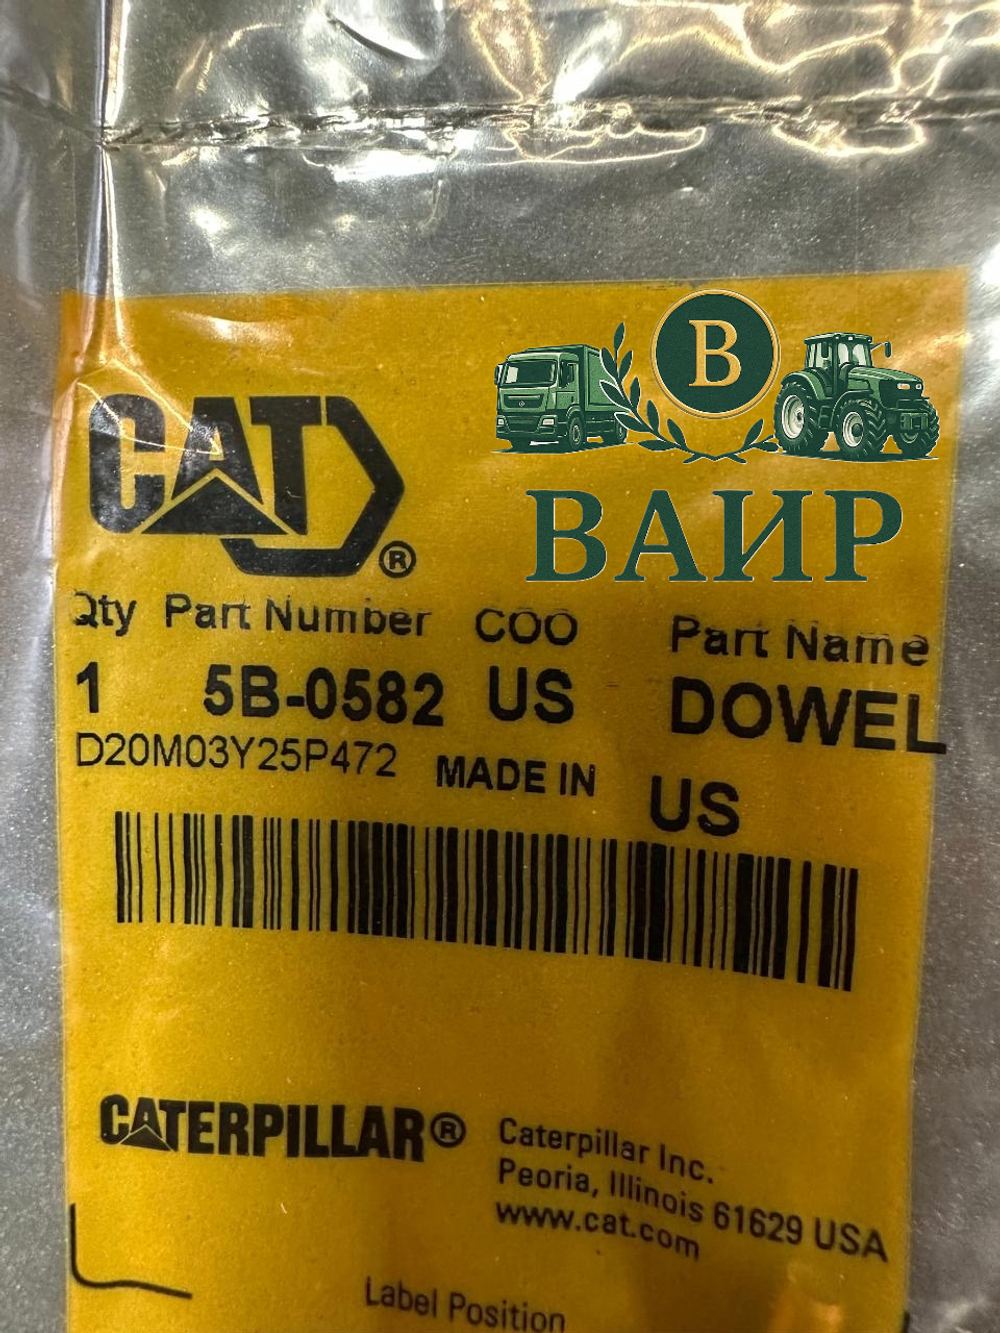 B
ВАИР
CAT®
Qty Part Number COO Part Name
1 5B-0582 US DOWEL
D20M03Y25P472 MADE IN US
CATERPILLAR®
Caterpillar Inc.
Peoria, Illinois 61629 USA
www.cat.com
Label Position